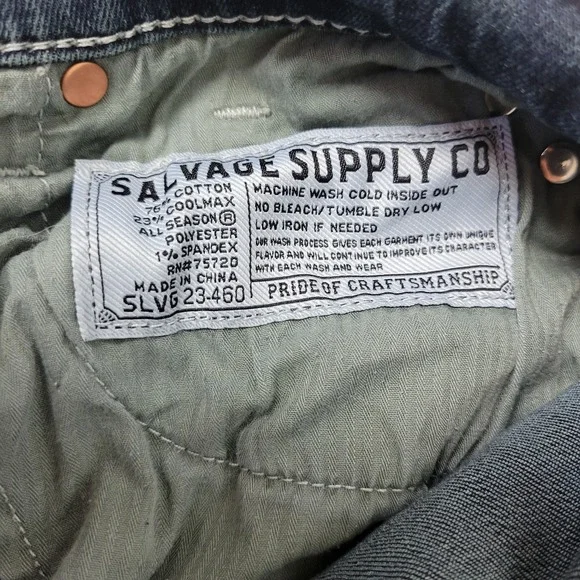 SALVAGE SUPPLY CO
76% COTTON
23% COOLMAX
ALL SEASON®
POLYESTER
1% SPANDEX
RN# 75720
MADE IN CHINA
SLVG 23-460
MACHINE WASH COLD INSIDE OUT
NO BLEACH/TUMBLE DRY LOW
LOW IRON IF NEEDED
OUR WASH PROCESS GIVES EACH GARMENT ITS OWN UNIQUE
FLAVOR AND WILL CONTINUE TO IMPROVE ITS CHARACTER
WITH EACH WASH AND WEAR
PRIDE OF CRAFTSMANSHIP